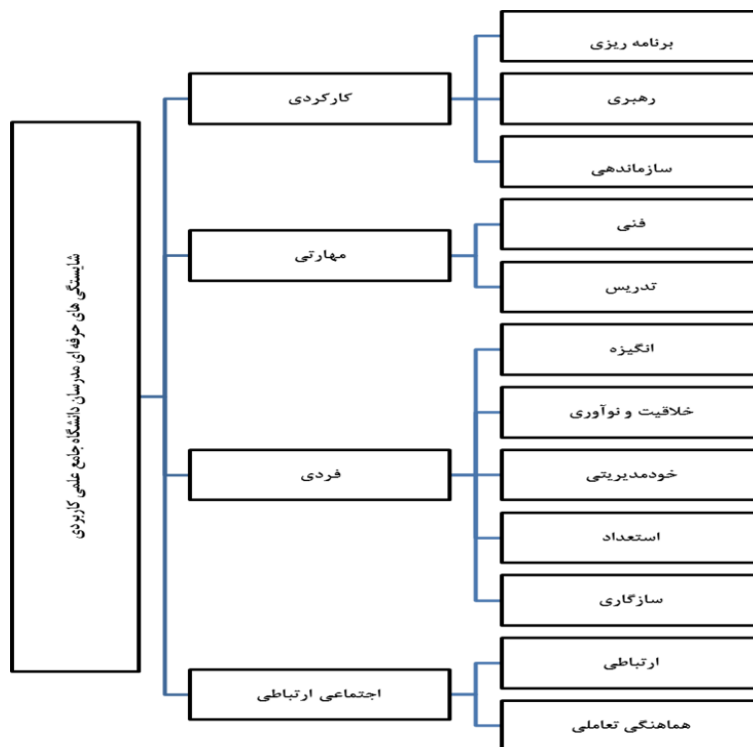 شایستگی های حرفه ای مدرسان دانشگاه جامع علمی کاربردی
کارکردی
برنامه ریزی
رهبری
سازماندهی
مهارتی
فنی
تدریس
فردی
انگیزه
خلاقیت و نوآوری
خودمدیریتی
استعداد
سازگاری
اجتماعی ارتباطی
ارتباطی
هماهنگی تعاملی